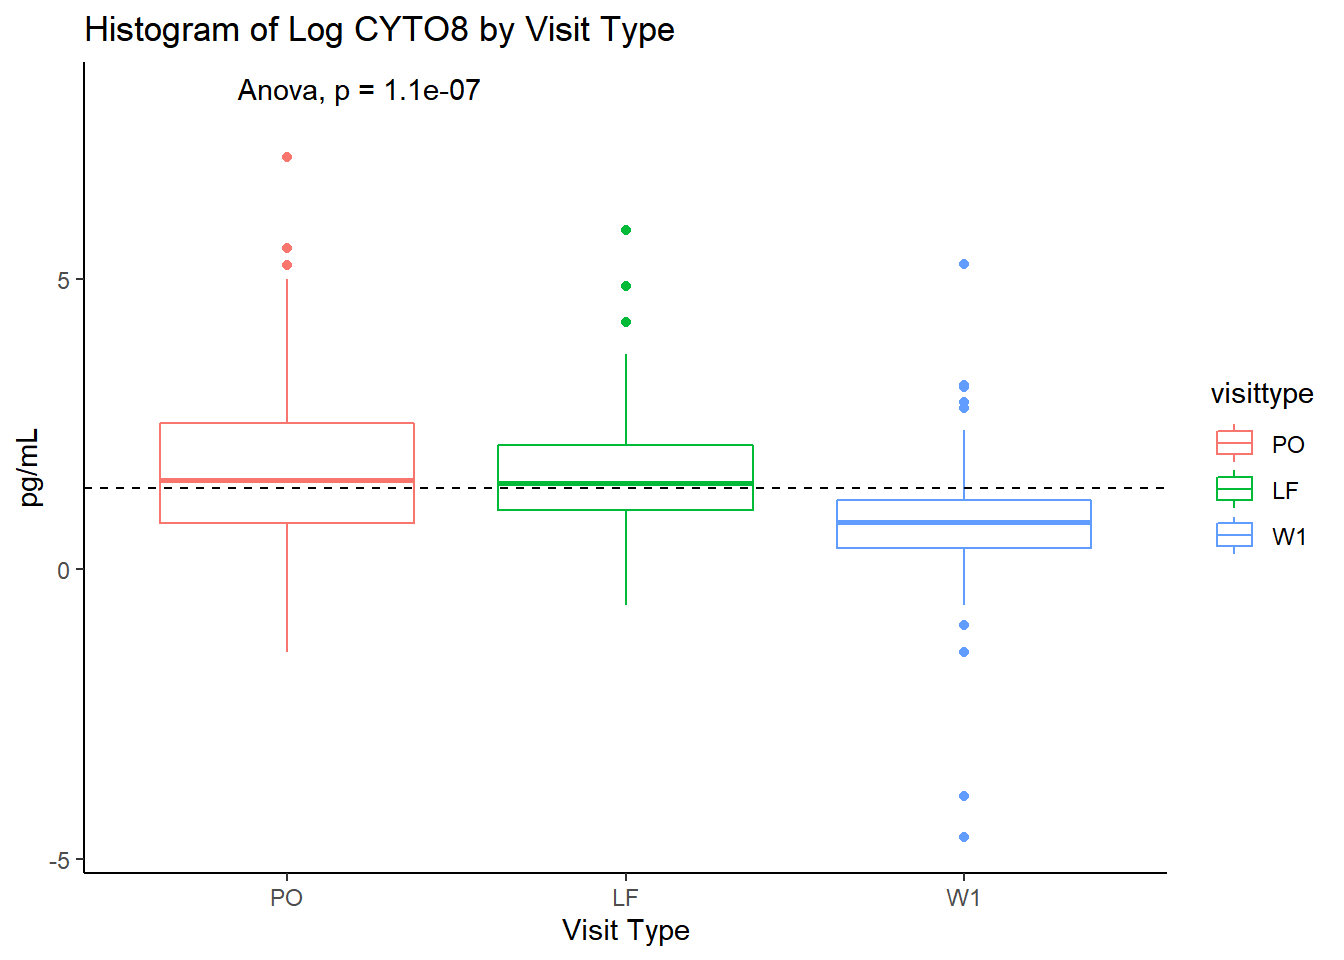 Histogram of Log CYTO8 by Visit Type
Anova, p = 1.1e-07
pg/mL
5
0
-5
PO
LF
W1
Visit Type
visittype
PO
LF
W1